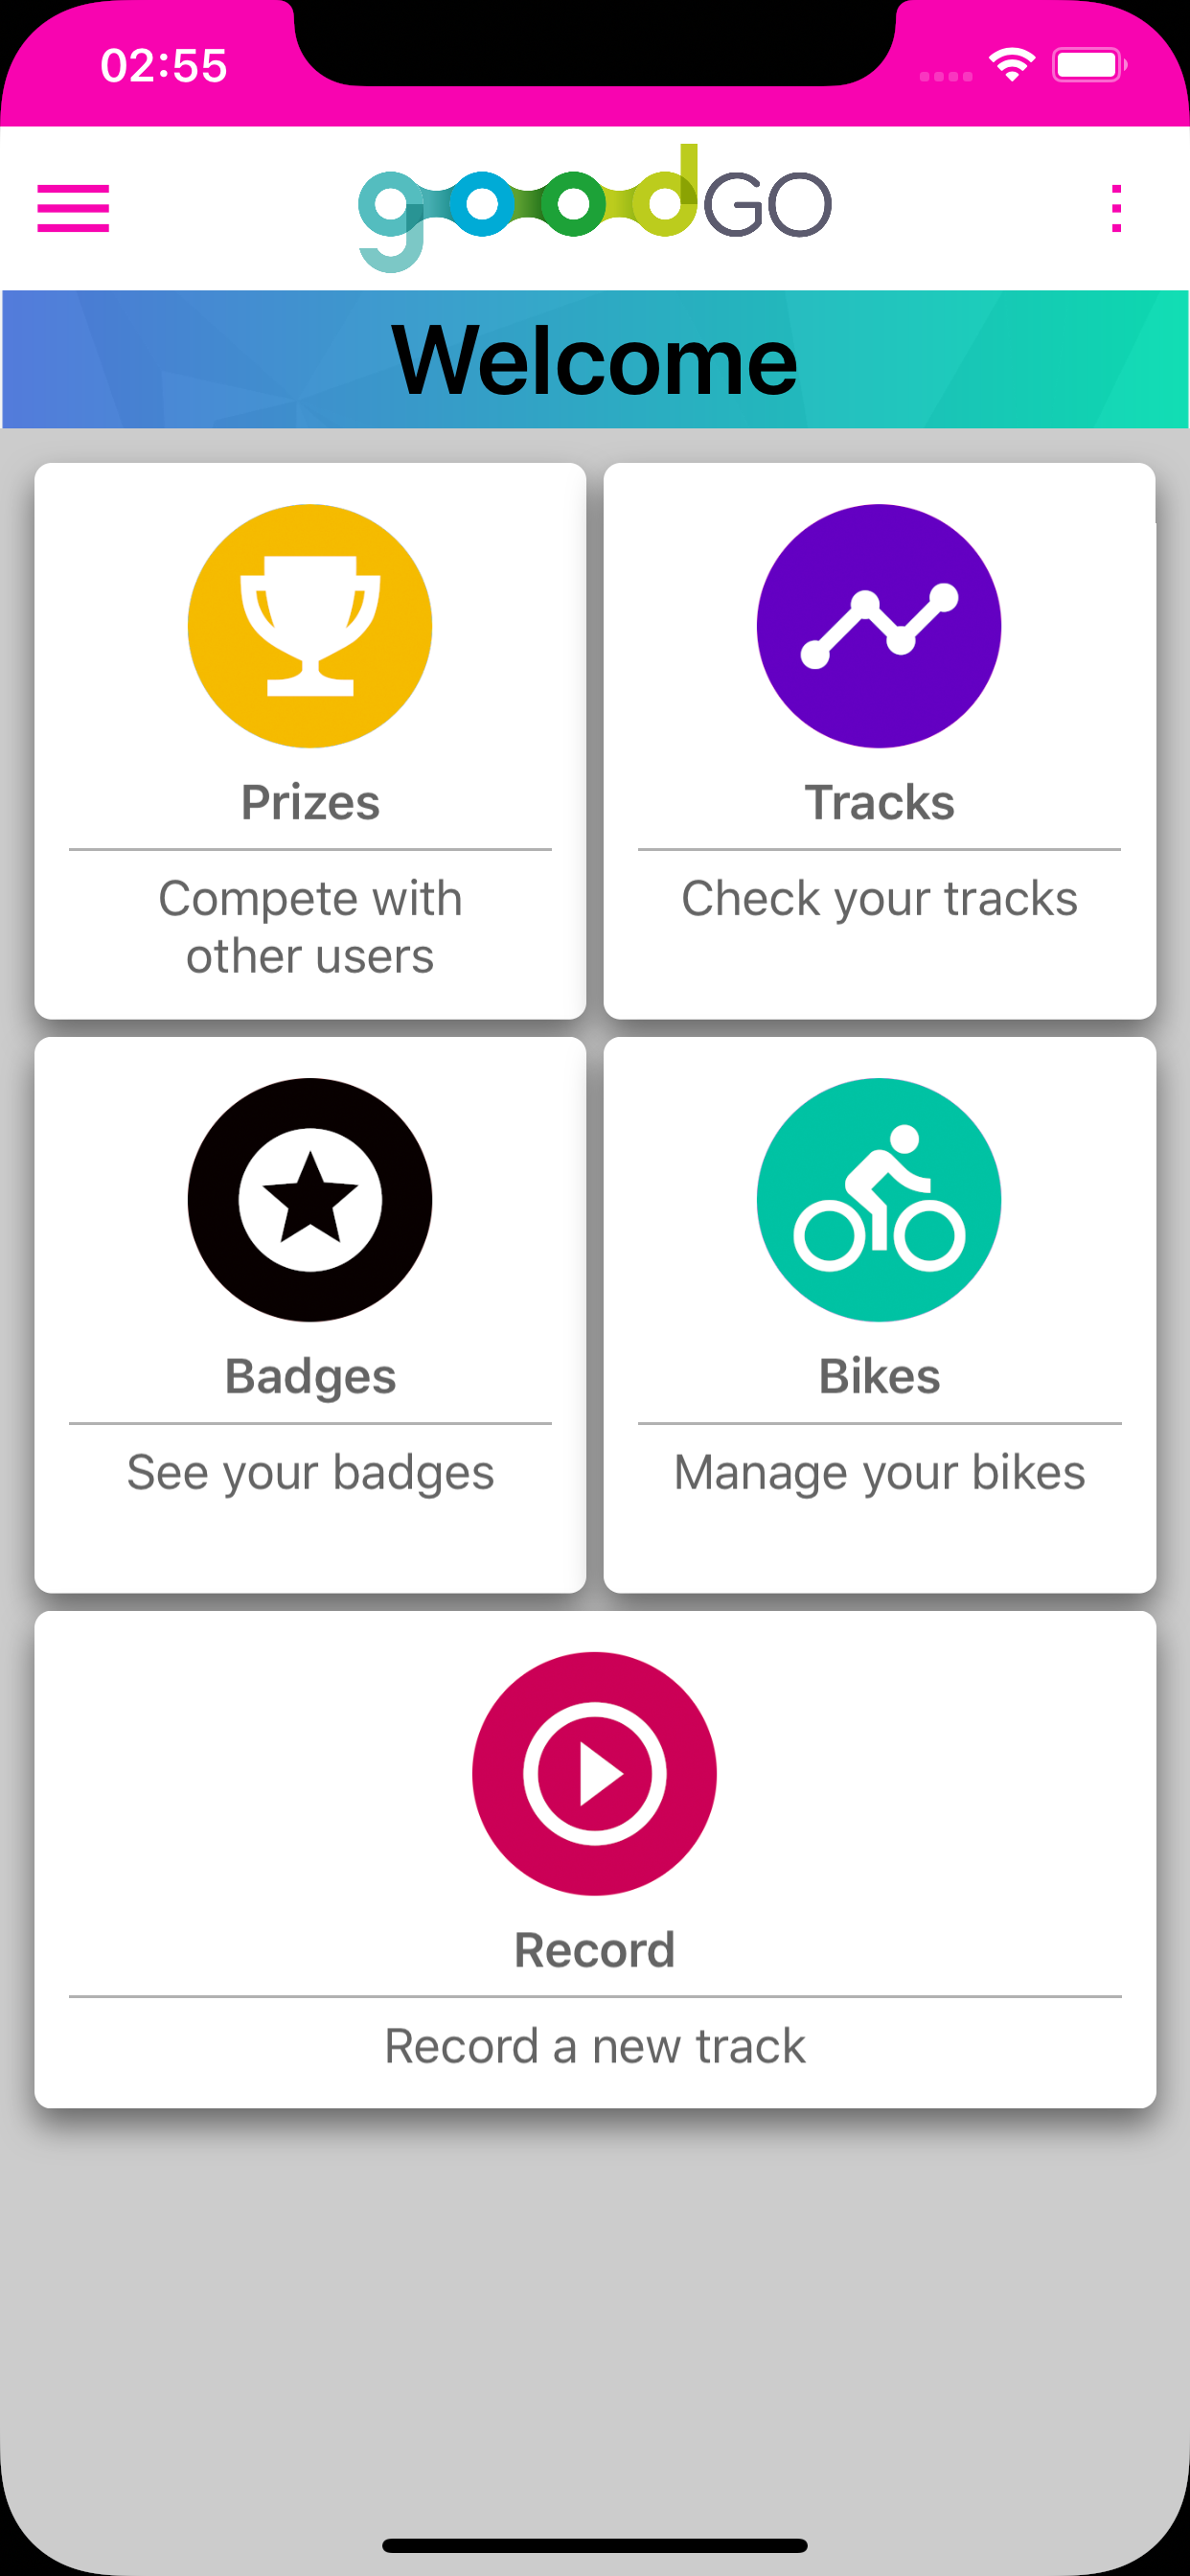 02:55
goodGO
Welcome
Prizes
Compete with
other users
Tracks
Check your tracks
Badges
See your badges
Bikes
Manage your bikes
Record
Record a new track